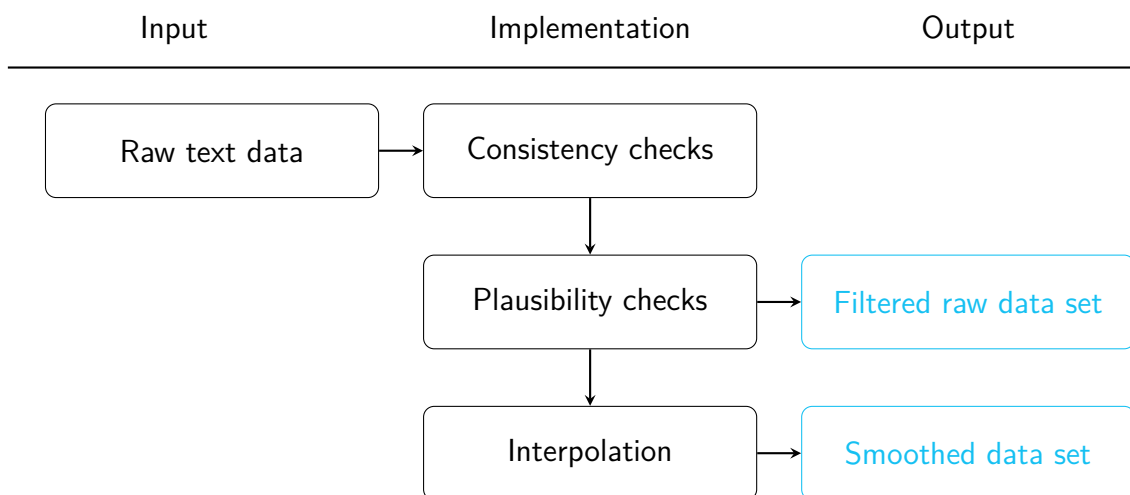 Input
Implementation
Output
Raw text data
Consistency checks
Plausibility checks
Filtered raw data set
Interpolation
Smoothed data set